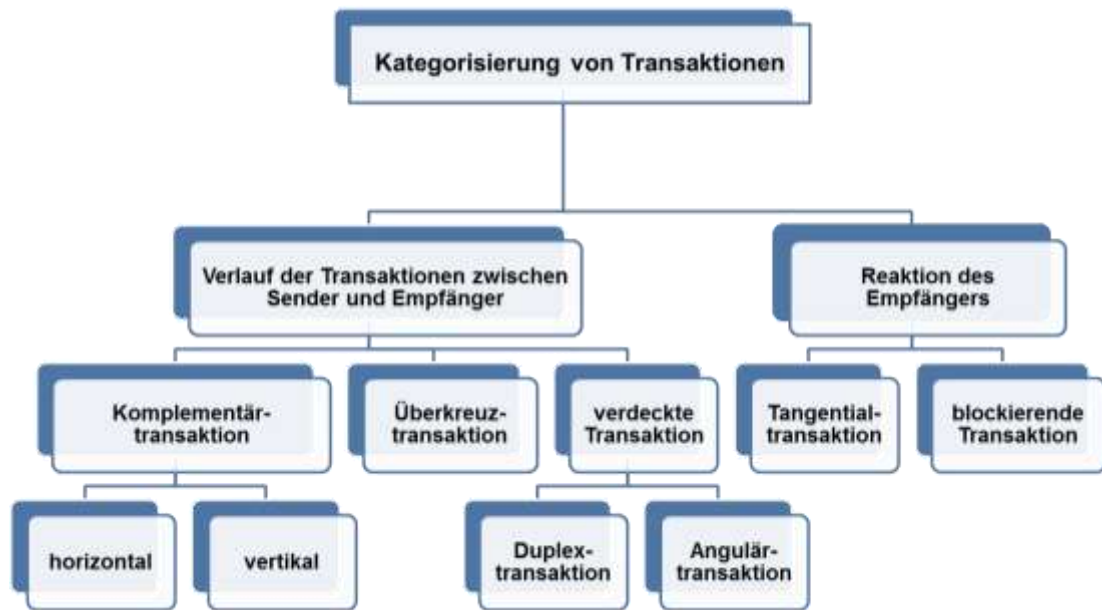 Kategorisierung von Transaktionen
Verlauf der Transaktionen zwischen
Sender und Empfänger
Reaktion des
Empfängers
Komplementär-
transaktion
Überkreuz-
transaktion
verdeckte
Transaktion
Tangential-
transaktion
blockierende
Transaktion
horizontal
vertikal
Duplex-
transaktion
Angulär-
transaktion